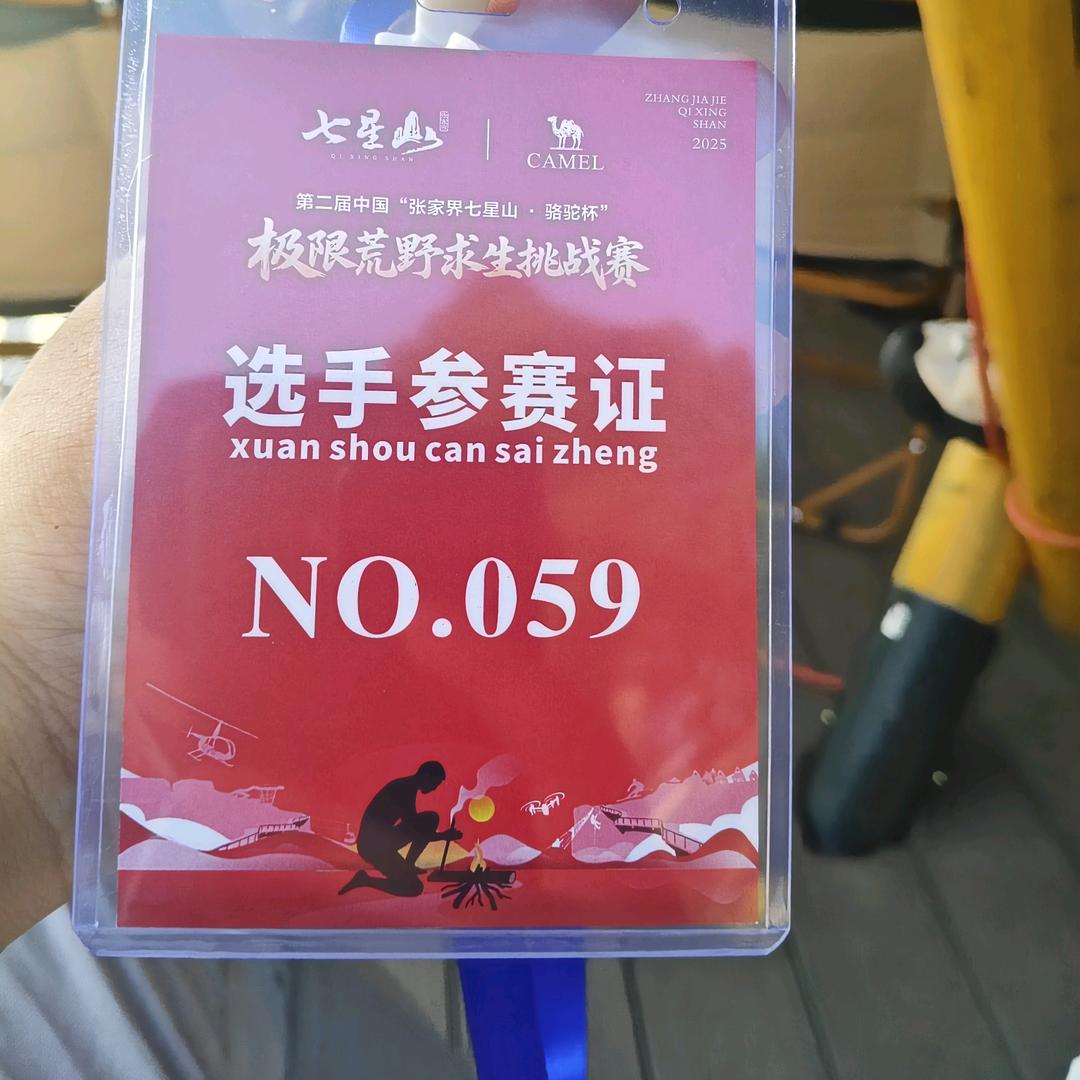 七星山
QI XING SHAN
CAMEL
ZHANG JIA JIE
QI XING
SHAN
2025
第二届中国“张家界七星山 · 骆驼杯”
极限荒野求生挑战赛
选手参赛证
xuan shou can sai zheng
NO.059